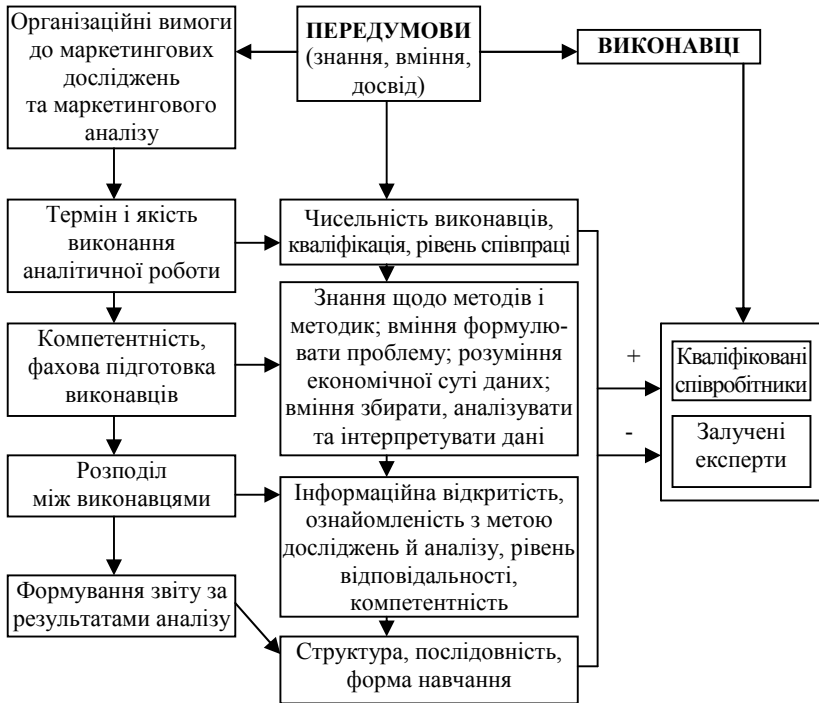 Організаційні вимоги
до маркетингових
досліджень
та маркетингового
аналізу
ПЕРЕДУМОВИ
(знання, вміння,
досвід)
ВИКОНАВЦІ
Термін і якість
виконання
аналітичної роботи
Чисельність виконавців,
кваліфікація, рівень співпраці
Компетентність,
фахова підготовка
виконавців
Знання щодо методів і
методик; вміння формулю-
вати проблему; розуміння
економічної суті даних;
вміння збирати, аналізувати
та інтерпретувати дані
+
-
Кваліфіковані
співробітники
Залучені
експерти
Розподіл
між виконавцями
Інформаційна відкритість,
ознайомленість з метою
досліджень й аналізу, рівень
відповідальності,
компетентність
Формування звіту за
результатами аналізу
Структура, послідовність,
форма навчання